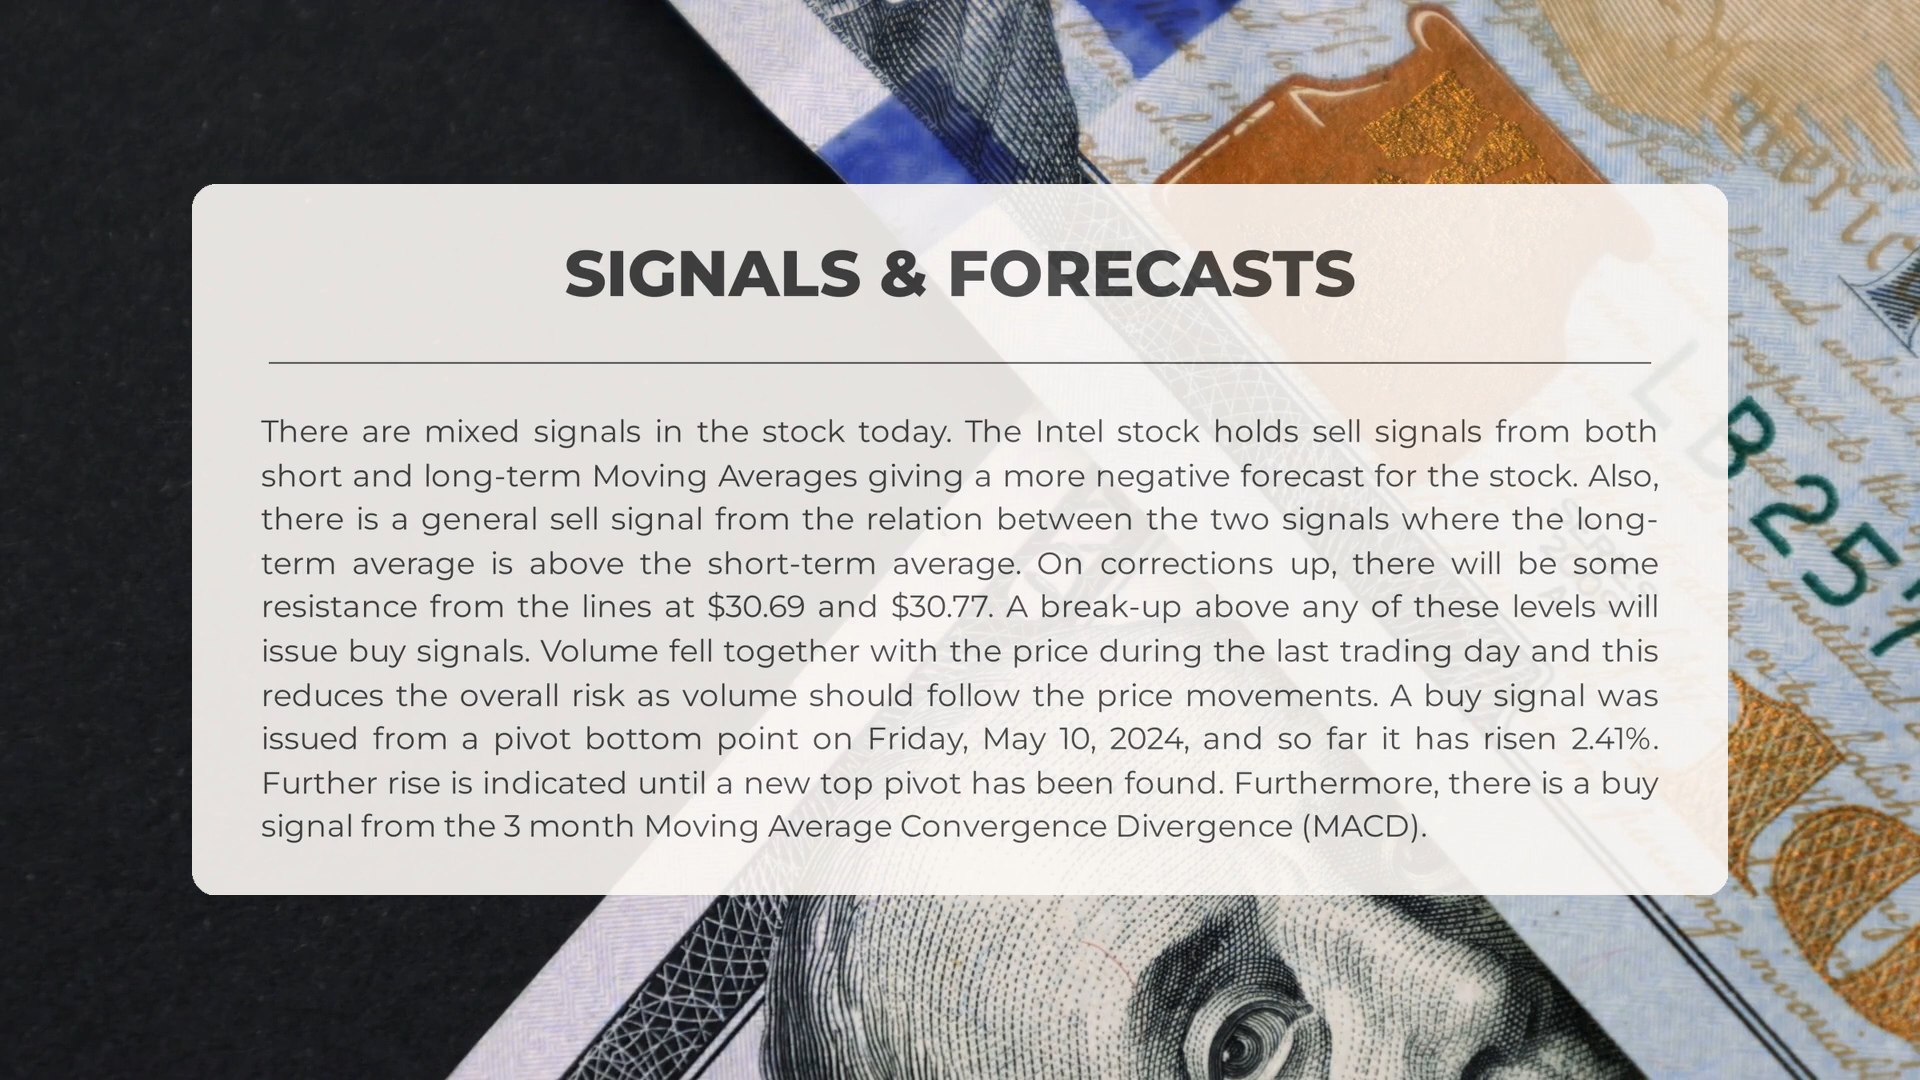 SIGNALS & FORECASTS
There are mixed signals in the stock today. The Intel stock holds sell signals from both
short and long-term Moving Averages giving a more negative forecast for the stock. Also,
there is a general sell signal from the relation between the two signals where the long-
term average is above the short-term average. On corrections up, there will be some
resistance from the lines at $30.69 and $30.77. A break-up above any of these levels will
issue buy signals. Volume fell together with the price during the last trading day and this
reduces the overall risk as volume should follow the price movements. A buy signal was
issued from a pivot bottom point on Friday, May 10, 2024, and so far it has risen 2.41%.
Further rise is indicated until a new top pivot has been found. Furthermore, there is a buy
signal from the 3 month Moving Average Convergence Divergence (MACD).
LB257